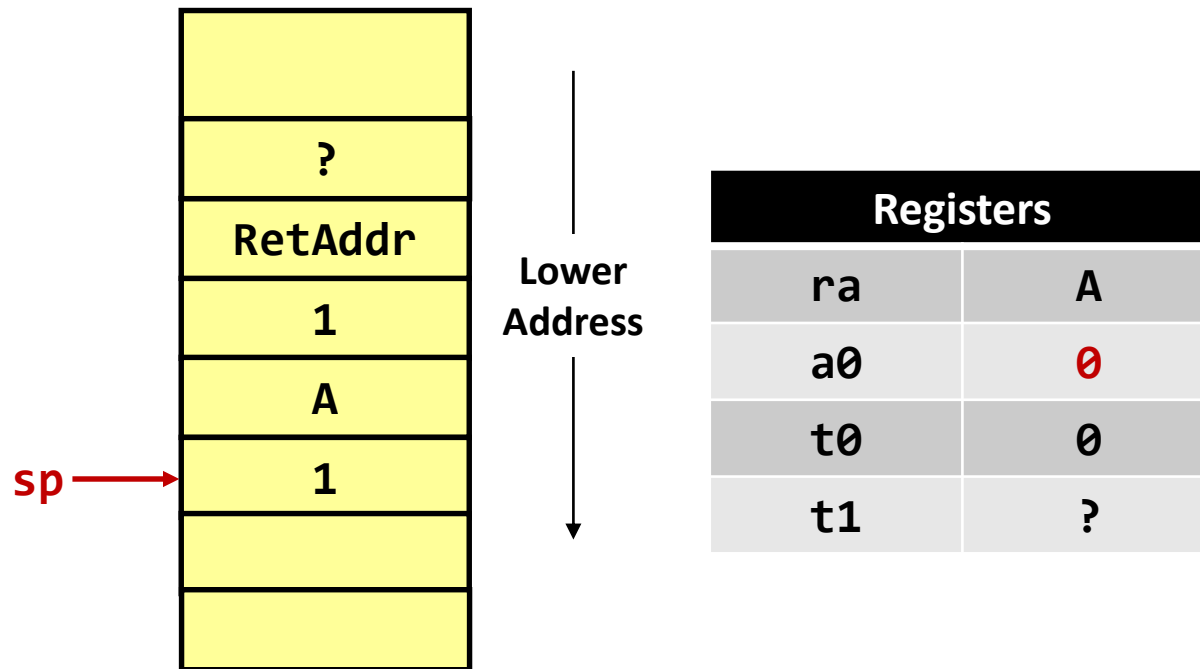 ?
RetAddr
1
A
sp
1
Lower
Address
Registers
ra A
a0 0
t0 0
t1 ?